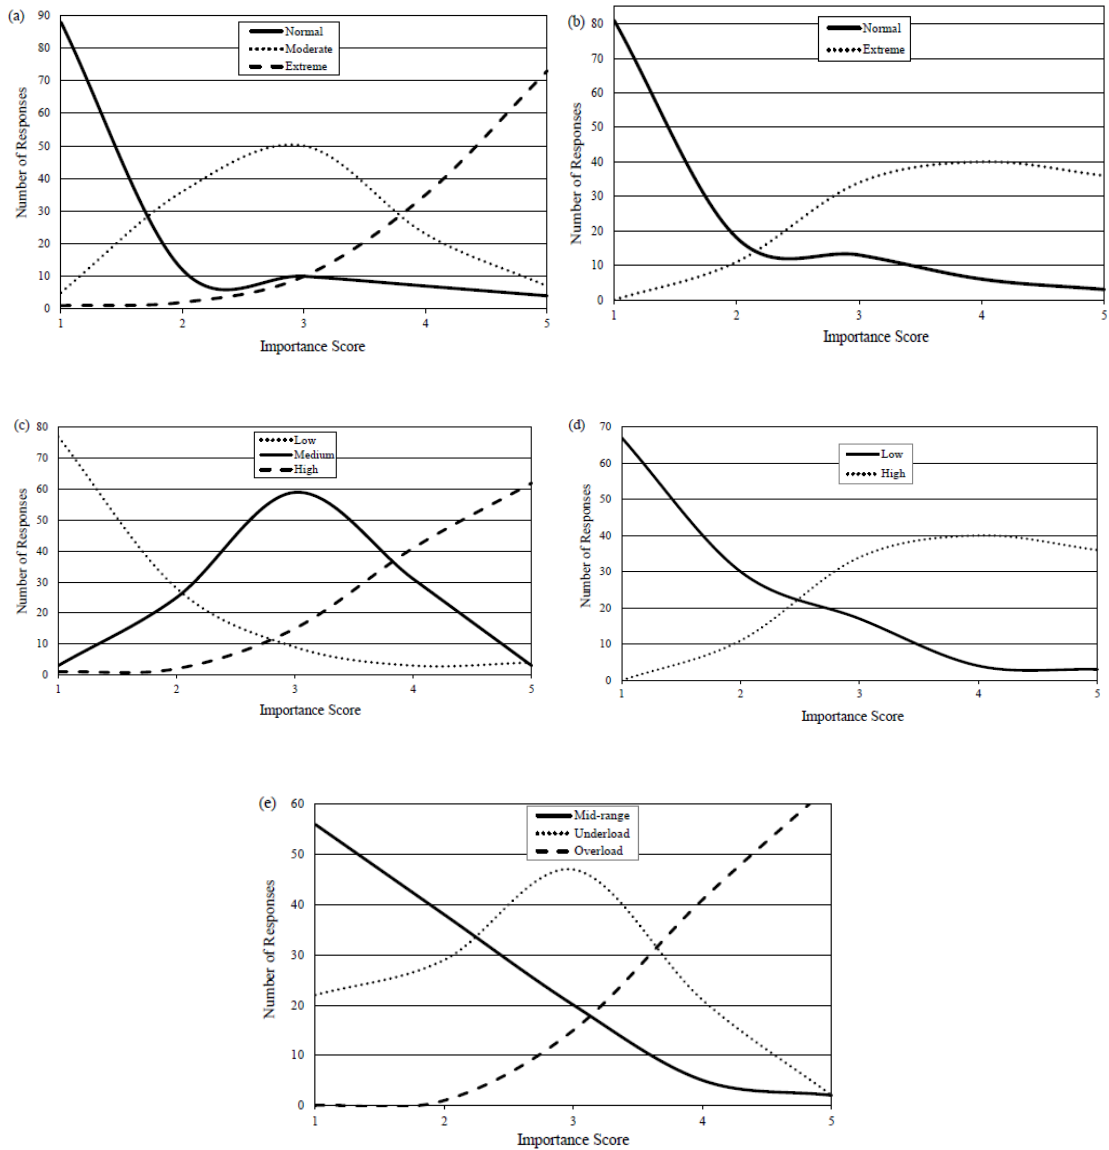 (a)
Normal
Moderate
Extreme
90
80
70
60
50
40
30
20
10
0
Number of Responses
1 2 3 4 5
Importance Score
(b)
Normal
Extreme
80
70
60
50
40
30
20
10
0
Number of Responses
1 2 3 4 5
Importance Score
(c)
Low
Medium
High
80
70
60
50
40
30
20
10
0
Number of Responses
1 2 3 4 5
Importance Score
(d)
Low
High
70
60
50
40
30
20
10
0
Number of Responses
1 2 3 4 5
Importance Score
(e)
Mid-range
Underload
Overload
60
50
40
30
20
10
0
Number of Responses
1 2 3 4 5
Importance Score